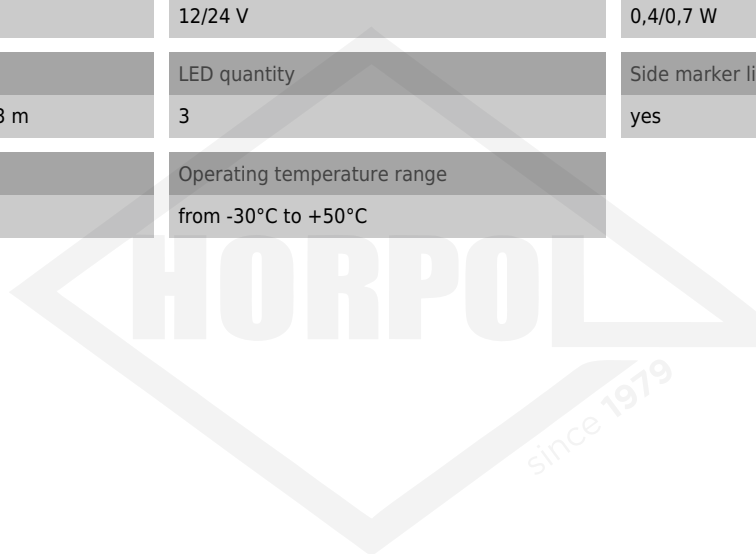 12/24 V
0,4/0,7 W
LED quantity
Side marker li
3 m
3
yes
Operating temperature range
from -30°C to +50°C
HORPOL
since 1979